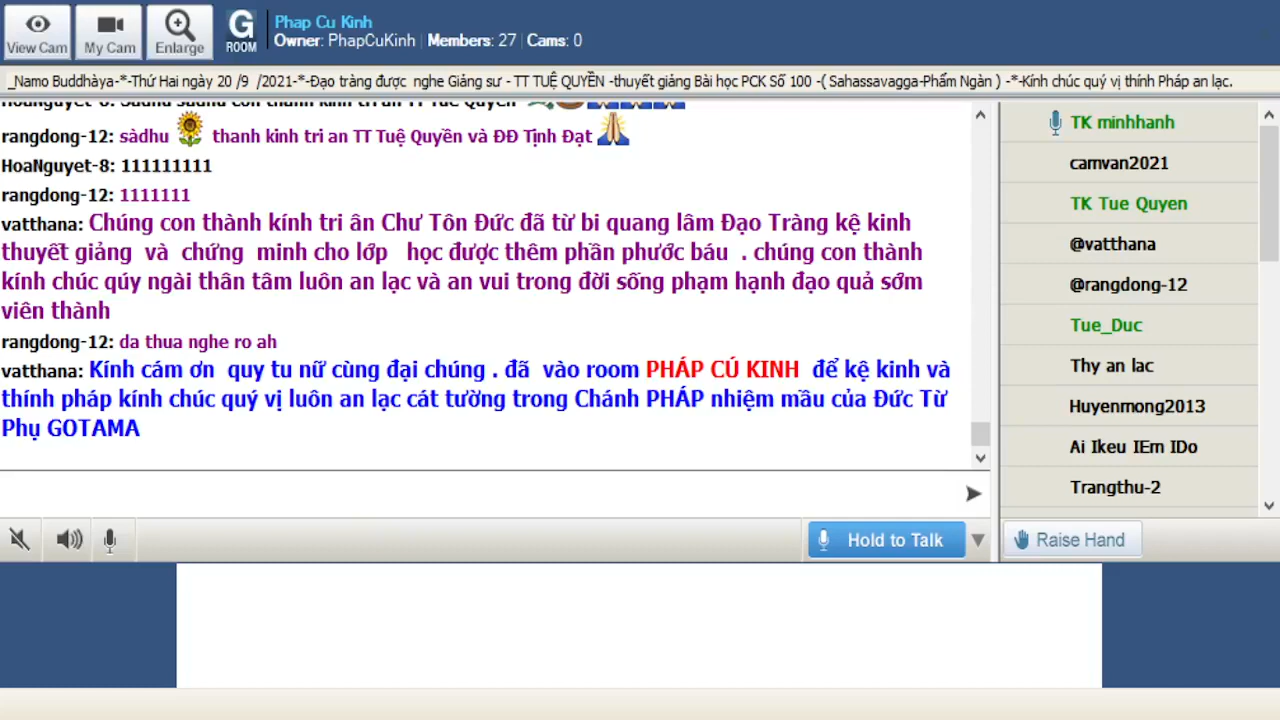 Phap Cu Kinh
View Cam
My Cam
Enlarge
G
ROOM
Owner: PhapCuKinh | Members: 27 | Cams: 0
_Namo Buddhàya-*-Thứ Hai ngày 20 /9 /2021-*-Đạo tràng được nghe Giảng sư - TT TUỆ QUYỀN -thuyết giảng Bài học PCK Số 100 -( Sahassavagga-Phẩm Ngàn ) -*-Kính chúc quý vị thính Pháp an lạc.
rangdong-12: sàdhu thanh kinh tri an TT Tuệ Quyền và ĐĐ Tịnh Đạt
HoaNguyet-8: 111111111
rangdong-12: 1111111
vatthana: Chúng con thành kính tri ân Chư Tôn Đức đã từ bi quang lâm Đạo Tràng kệ kinh
thuyết giảng và chứng minh cho lớp học được thêm phần phước báu . chúng con thành
kính chúc qúy ngài thân tâm luôn an lạc và an vui trong đời sống phạm hạnh đạo quả sớm
viên thành
rangdong-12: da thua nghe ro ah
vatthana: Kính cám ơn quy tu nữ cùng đại chúng . đã vào room PHÁP CÚ KINH để kệ kinh và
thính pháp kính chúc quý vị luôn an lạc cát tường trong Chánh PHÁP nhiệm mầu của Đức Từ
Phụ GOTAMA
TK minhhanh
camvan2021
TK Tue Quyen
@vatthana
@rangdong-12
Tue_Duc
Thy an lac
Huyenmong2013
Ai Ikeu IEm IDo
Trangthu-2
Hold to Talk
Raise Hand